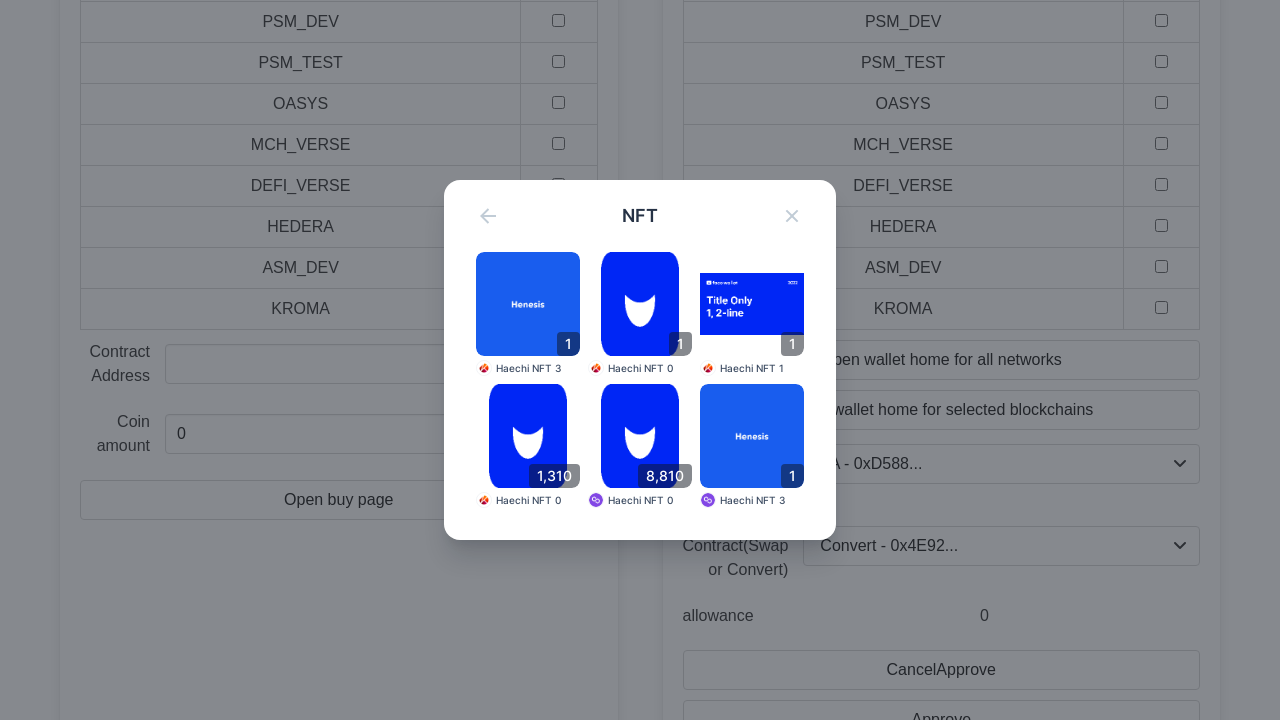 PSM_DEV
PSM_TEST
OASYS
MCH_VERSE
DEFI_VERSE
HEDERA
ASM_DEV
KROMA
Contract
Address
Coin
amount
0
Open buy page
PSM_DEV
PSM_TEST
OASYS
MCH_VERSE
DEFI_VERSE
HEDERA
ASM_DEV
KROMA
pen wallet home for all networks
wallet home for selected blockchains
A - 0xD588...
Contract(Swap
or Convert)
Convert - 0x4E92...
allowance
0
CancelApprove
Approve
NFT
Henesis
1
Haechi NFT 3
1
Haechi NFT 0
face wallet
2022
Title Only
1, 2-line
1
Haechi NFT 1
1,310
Haechi NFT 0
8,810
Haechi NFT 0
Henesis
1
Haechi NFT 3